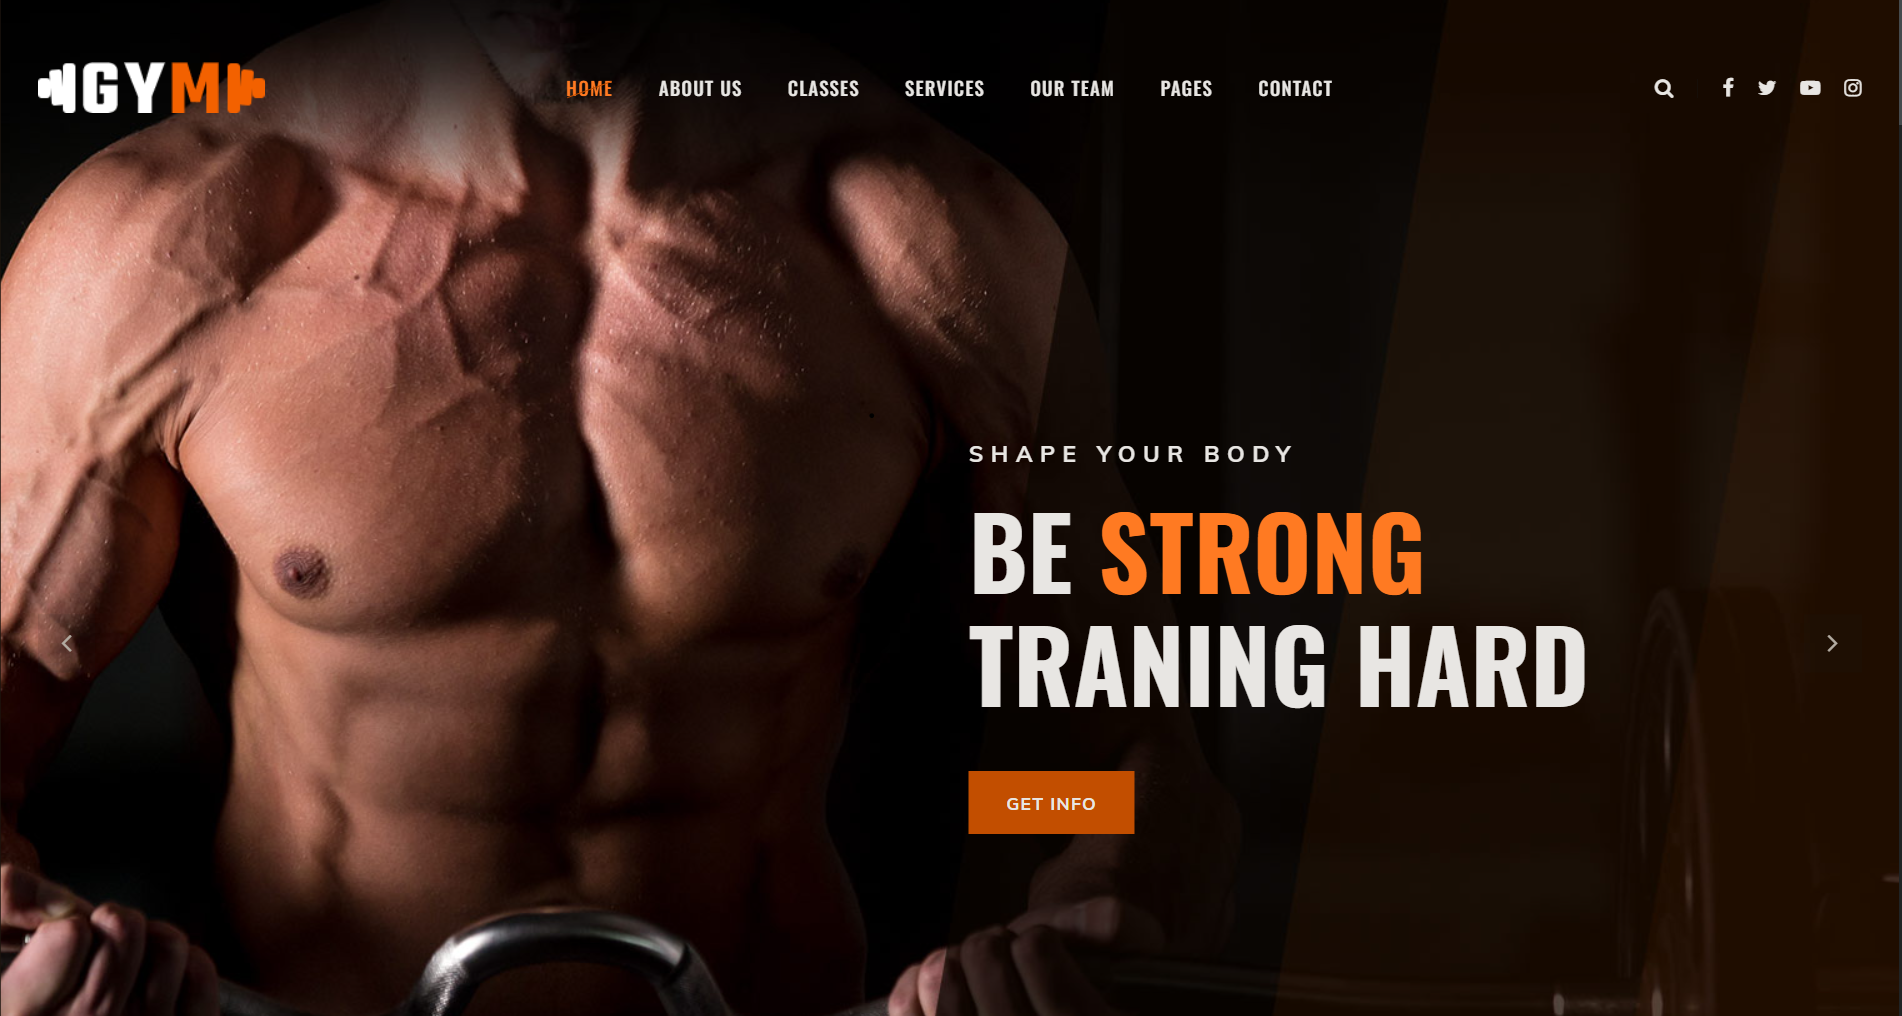 GYM
HOME ABOUT US CLASSES SERVICES OUR TEAM PAGES CONTACT
SHAPE YOUR BODY
BE STRONG
TRANING HARD
GET INFO